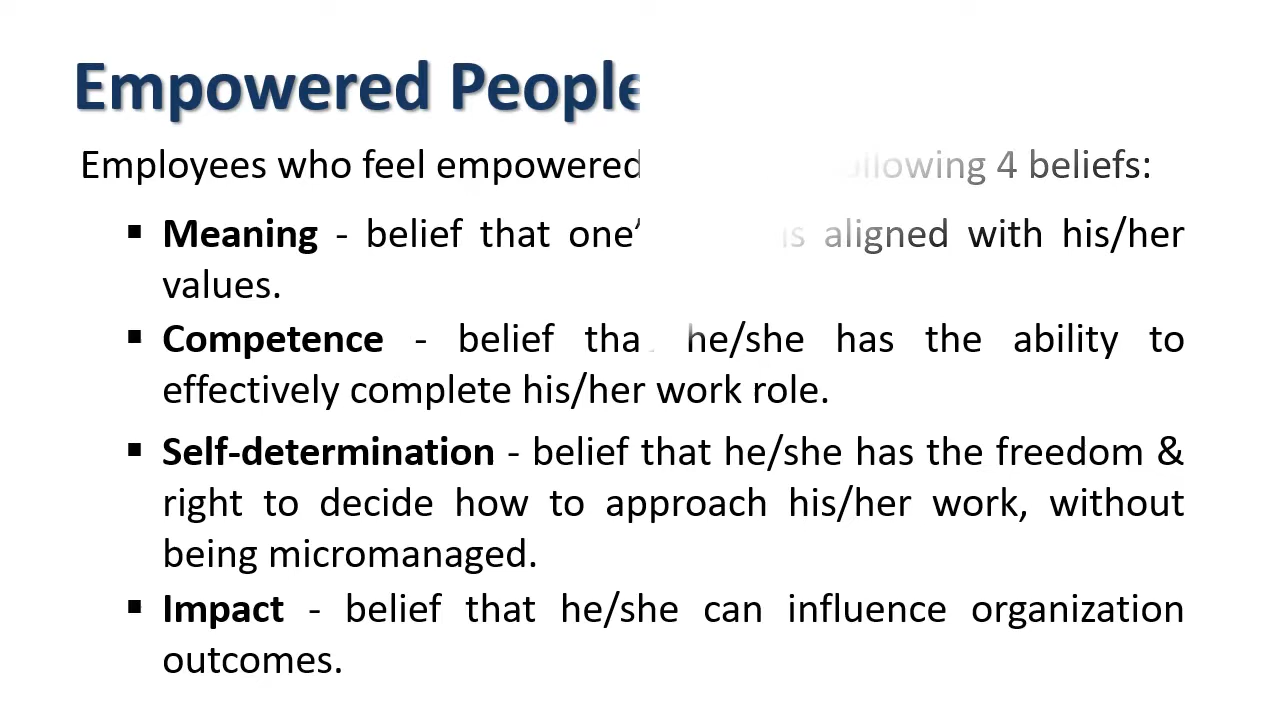 Empowered People
Employees who feel empowered following 4 beliefs:
▪ Meaning - belief that one’ is aligned with his/her
values.
▪ Competence - belief that he/she has the ability to
effectively complete his/her work role.
▪ Self-determination - belief that he/she has the freedom &
right to decide how to approach his/her work, without
being micromanaged.
▪ Impact - belief that he/she can influence organization
outcomes.